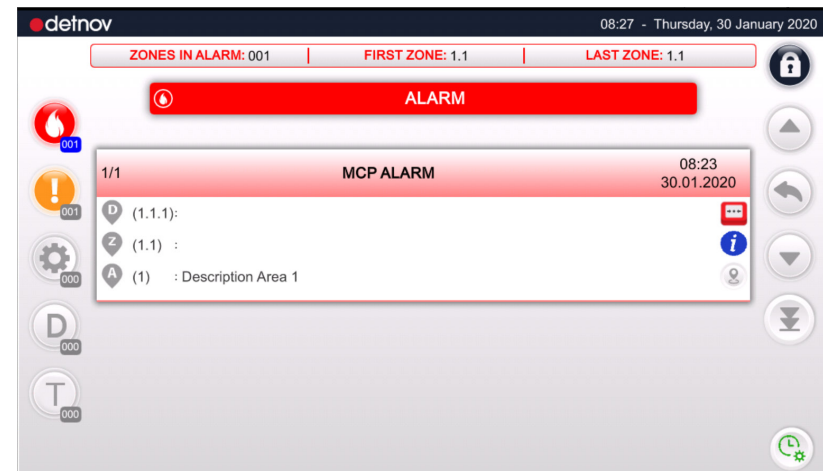 detnov
08:27 - Thursday, 30 January 2020
ZONES IN ALARM: 001 | FIRST ZONE: 1.1 | LAST ZONE: 1.1
ALARM
001
1/1 MCP ALARM 08:23
30.01.2020
001
D (1.1.1):
Z (1.1) :
i
A (1) : Description Area 1
000
D
000
T
000